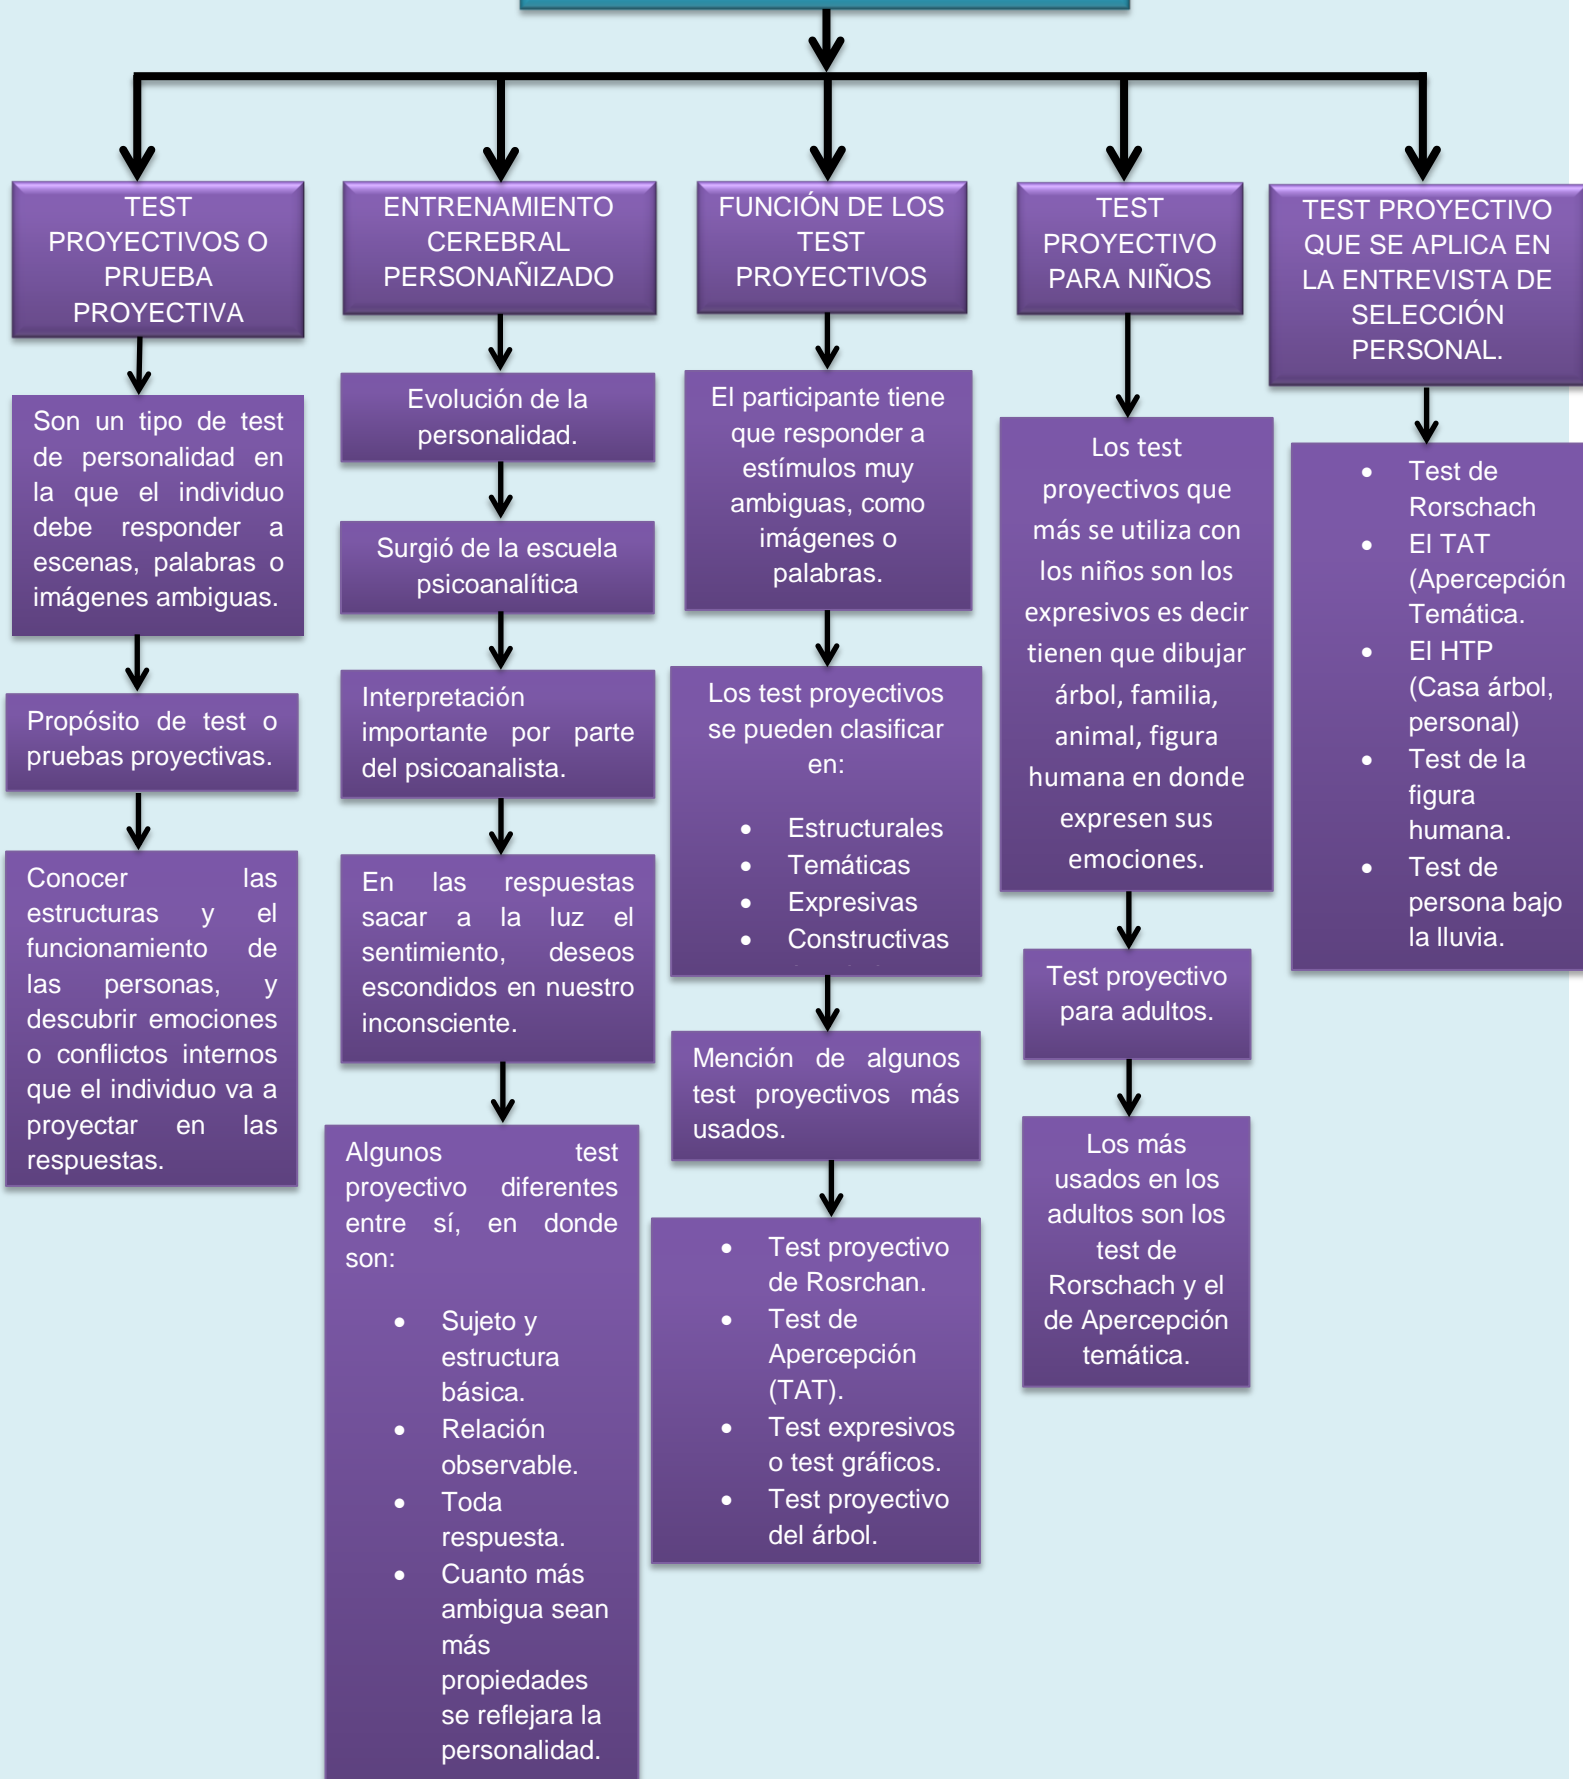 TEST
PROYECTIVOS O
PRUEBA
PROYECTIVA
Son un tipo de test
de personalidad en
la que el individuo
debe responder a
escenas, palabras o
imágenes ambiguas.
Propósito de test o
pruebas proyectivas.
Conocer las
estructuras y el
funcionamiento de
las personas, y
descubrir emociones
o conflictos internos
que el individuo va a
proyectar en las
respuestas.
ENTRENAMIENTO
CEREBRAL
PERSONAÑIZADO
Evolución de la
personalidad.
Surgió de la escuela
psicoanalítica
Interpretación
importante por parte
del psicoanalista.
En las respuestas
sacar a la luz el
sentimiento, deseos
escondidos en nuestro
inconsciente.
Algunos test
proyectivo diferentes
entre sí, en donde
son:
• Sujeto y
estructura
básica.
• Relación
observable.
• Toda
respuesta.
• Cuanto más
ambigua sean
más
propiedades
se reflejara la
personalidad.
FUNCIÓN DE LOS
TEST
PROYECTIVOS
El participante tiene
que responder a
estímulos muy
ambiguas, como
imágenes o
palabras.
Los test proyectivos
se pueden clasificar
en:
• Estructurales
• Temáticas
• Expresivas
• Constructivas
Mención de algunos
test proyectivos más
usados.
• Test proyectivo
de Rosrchan.
• Test de
Apercepción
(TAT).
• Test expresivos
o test gráficos.
• Test proyectivo
del árbol.
TEST
PROYECTIVO
PARA NIÑOS
Los test
proyectivos que
más se utiliza con
los niños son los
expresivos es decir
tienen que dibujar
árbol, familia,
animal, figura
humana en donde
expresen sus
emociones.
Test proyectivo
para adultos.
Los más
usados en los
adultos son los
test de
Rorschach y el
de Apercepción
temática.
TEST PROYECTIVO
QUE SE APLICA EN
LA ENTREVISTA DE
SELECCIÓN
PERSONAL.
• Test de
Rorschach
• El TAT
(Apercepción
Temática.
• El HTP
(Casa árbol,
personal)
• Test de la
figura
humana.
• Test de
persona bajo
la lluvia.